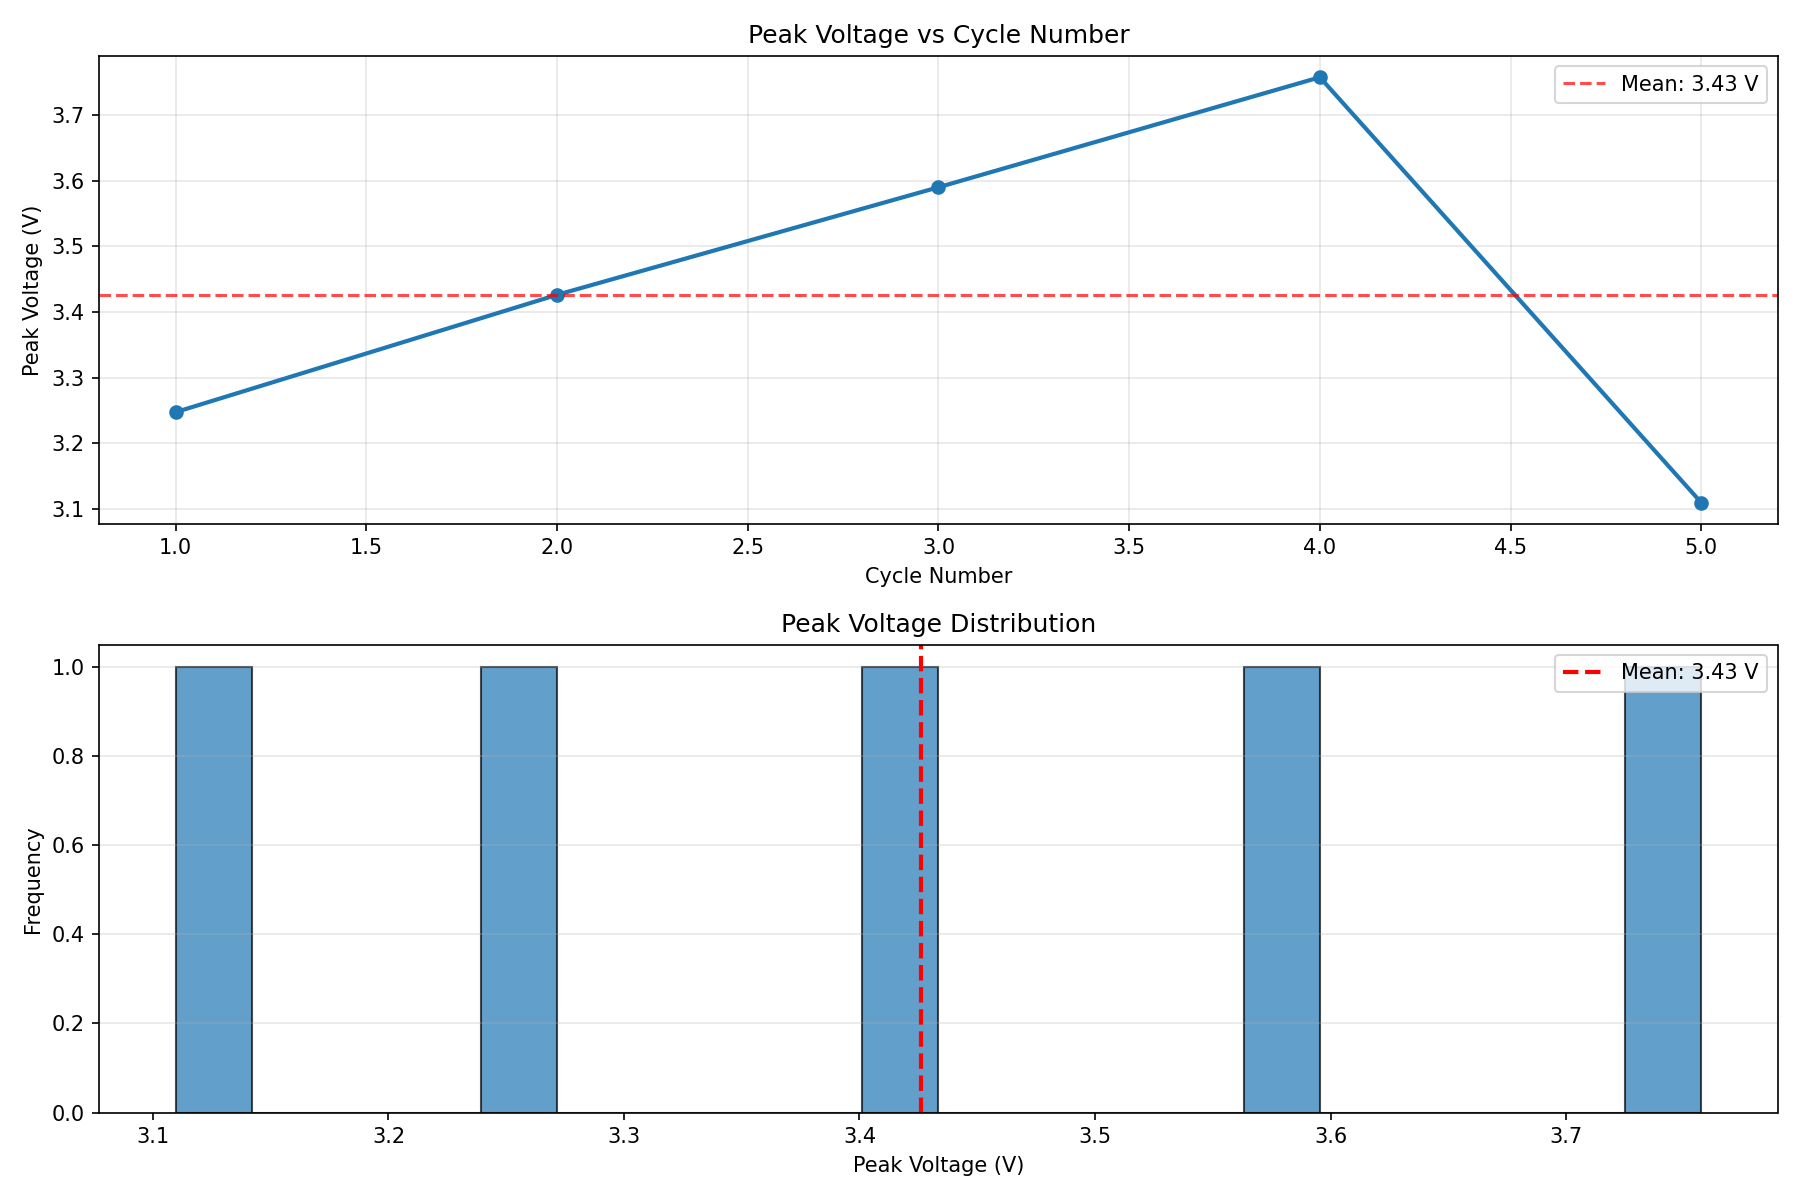 Peak Voltage vs Cycle Number
Mean: 3.43 V
Peak Voltage (V)
3.7
3.6
3.5
3.4
3.3
3.2
3.1
1.0 1.5 2.0 2.5 3.0 3.5 4.0 4.5 5.0
Cycle Number
Peak Voltage Distribution
Mean: 3.43 V
Frequency
1.0
0.8
0.6
0.4
0.2
0.0
3.1 3.2 3.3 3.4 3.5 3.6 3.7
Peak Voltage (V)